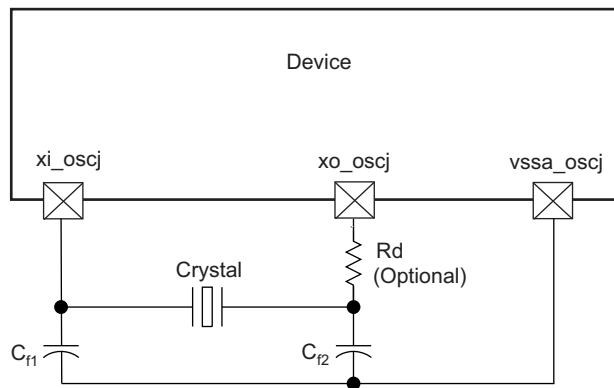 Device
xi_oscj
xo_oscj
vssa_oscj
Rd
(Optional)
Crystal
Cf1
Cf2